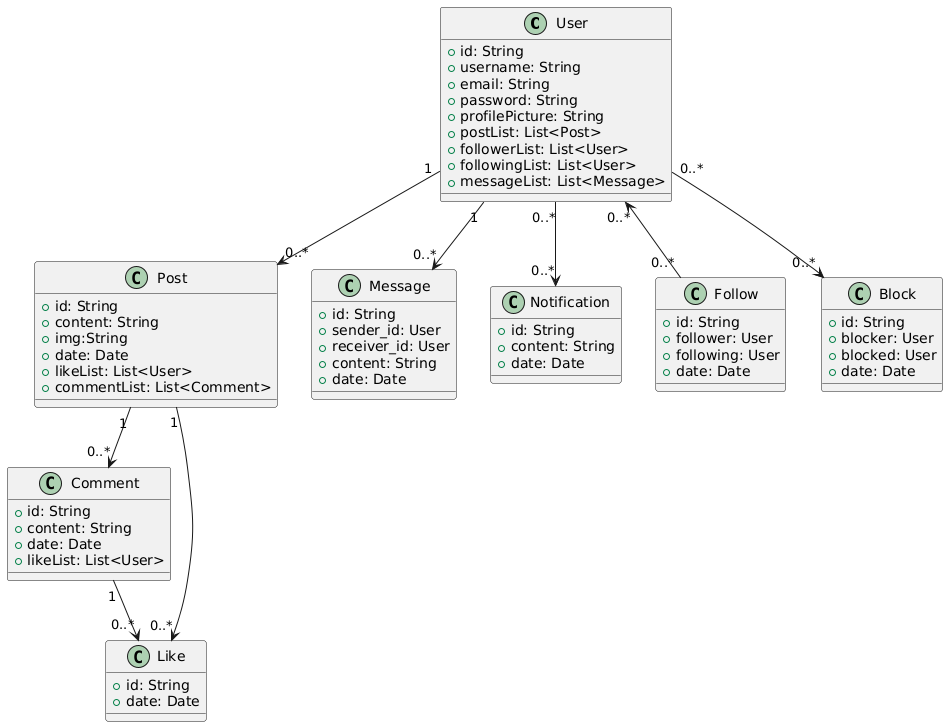 C User
id: String
username: String
email: String
password: String
profilePicture: String
postList: List<Post>
followerList: List<User>
followingList: List<User>
messageList: List<Message>
1
0..*
1
0..*
0..*
0..*
0..*
0..*
0..*
0..*
C Post
id: String
content: String
img:String
date: Date
likeList: List<User>
commentList: List<Comment>
C Message
id: String
sender_id: User
receiver_id: User
content: String
date: Date
C Notification
id: String
content: String
date: Date
C Follow
id: String
follower: User
following: User
date: Date
C Block
id: String
blocker: User
blocked: User
date: Date
1
0..*
1
0..*
C Comment
id: String
content: String
date: Date
likeList: List<User>
1
0..*
C Like
id: String
date: Date